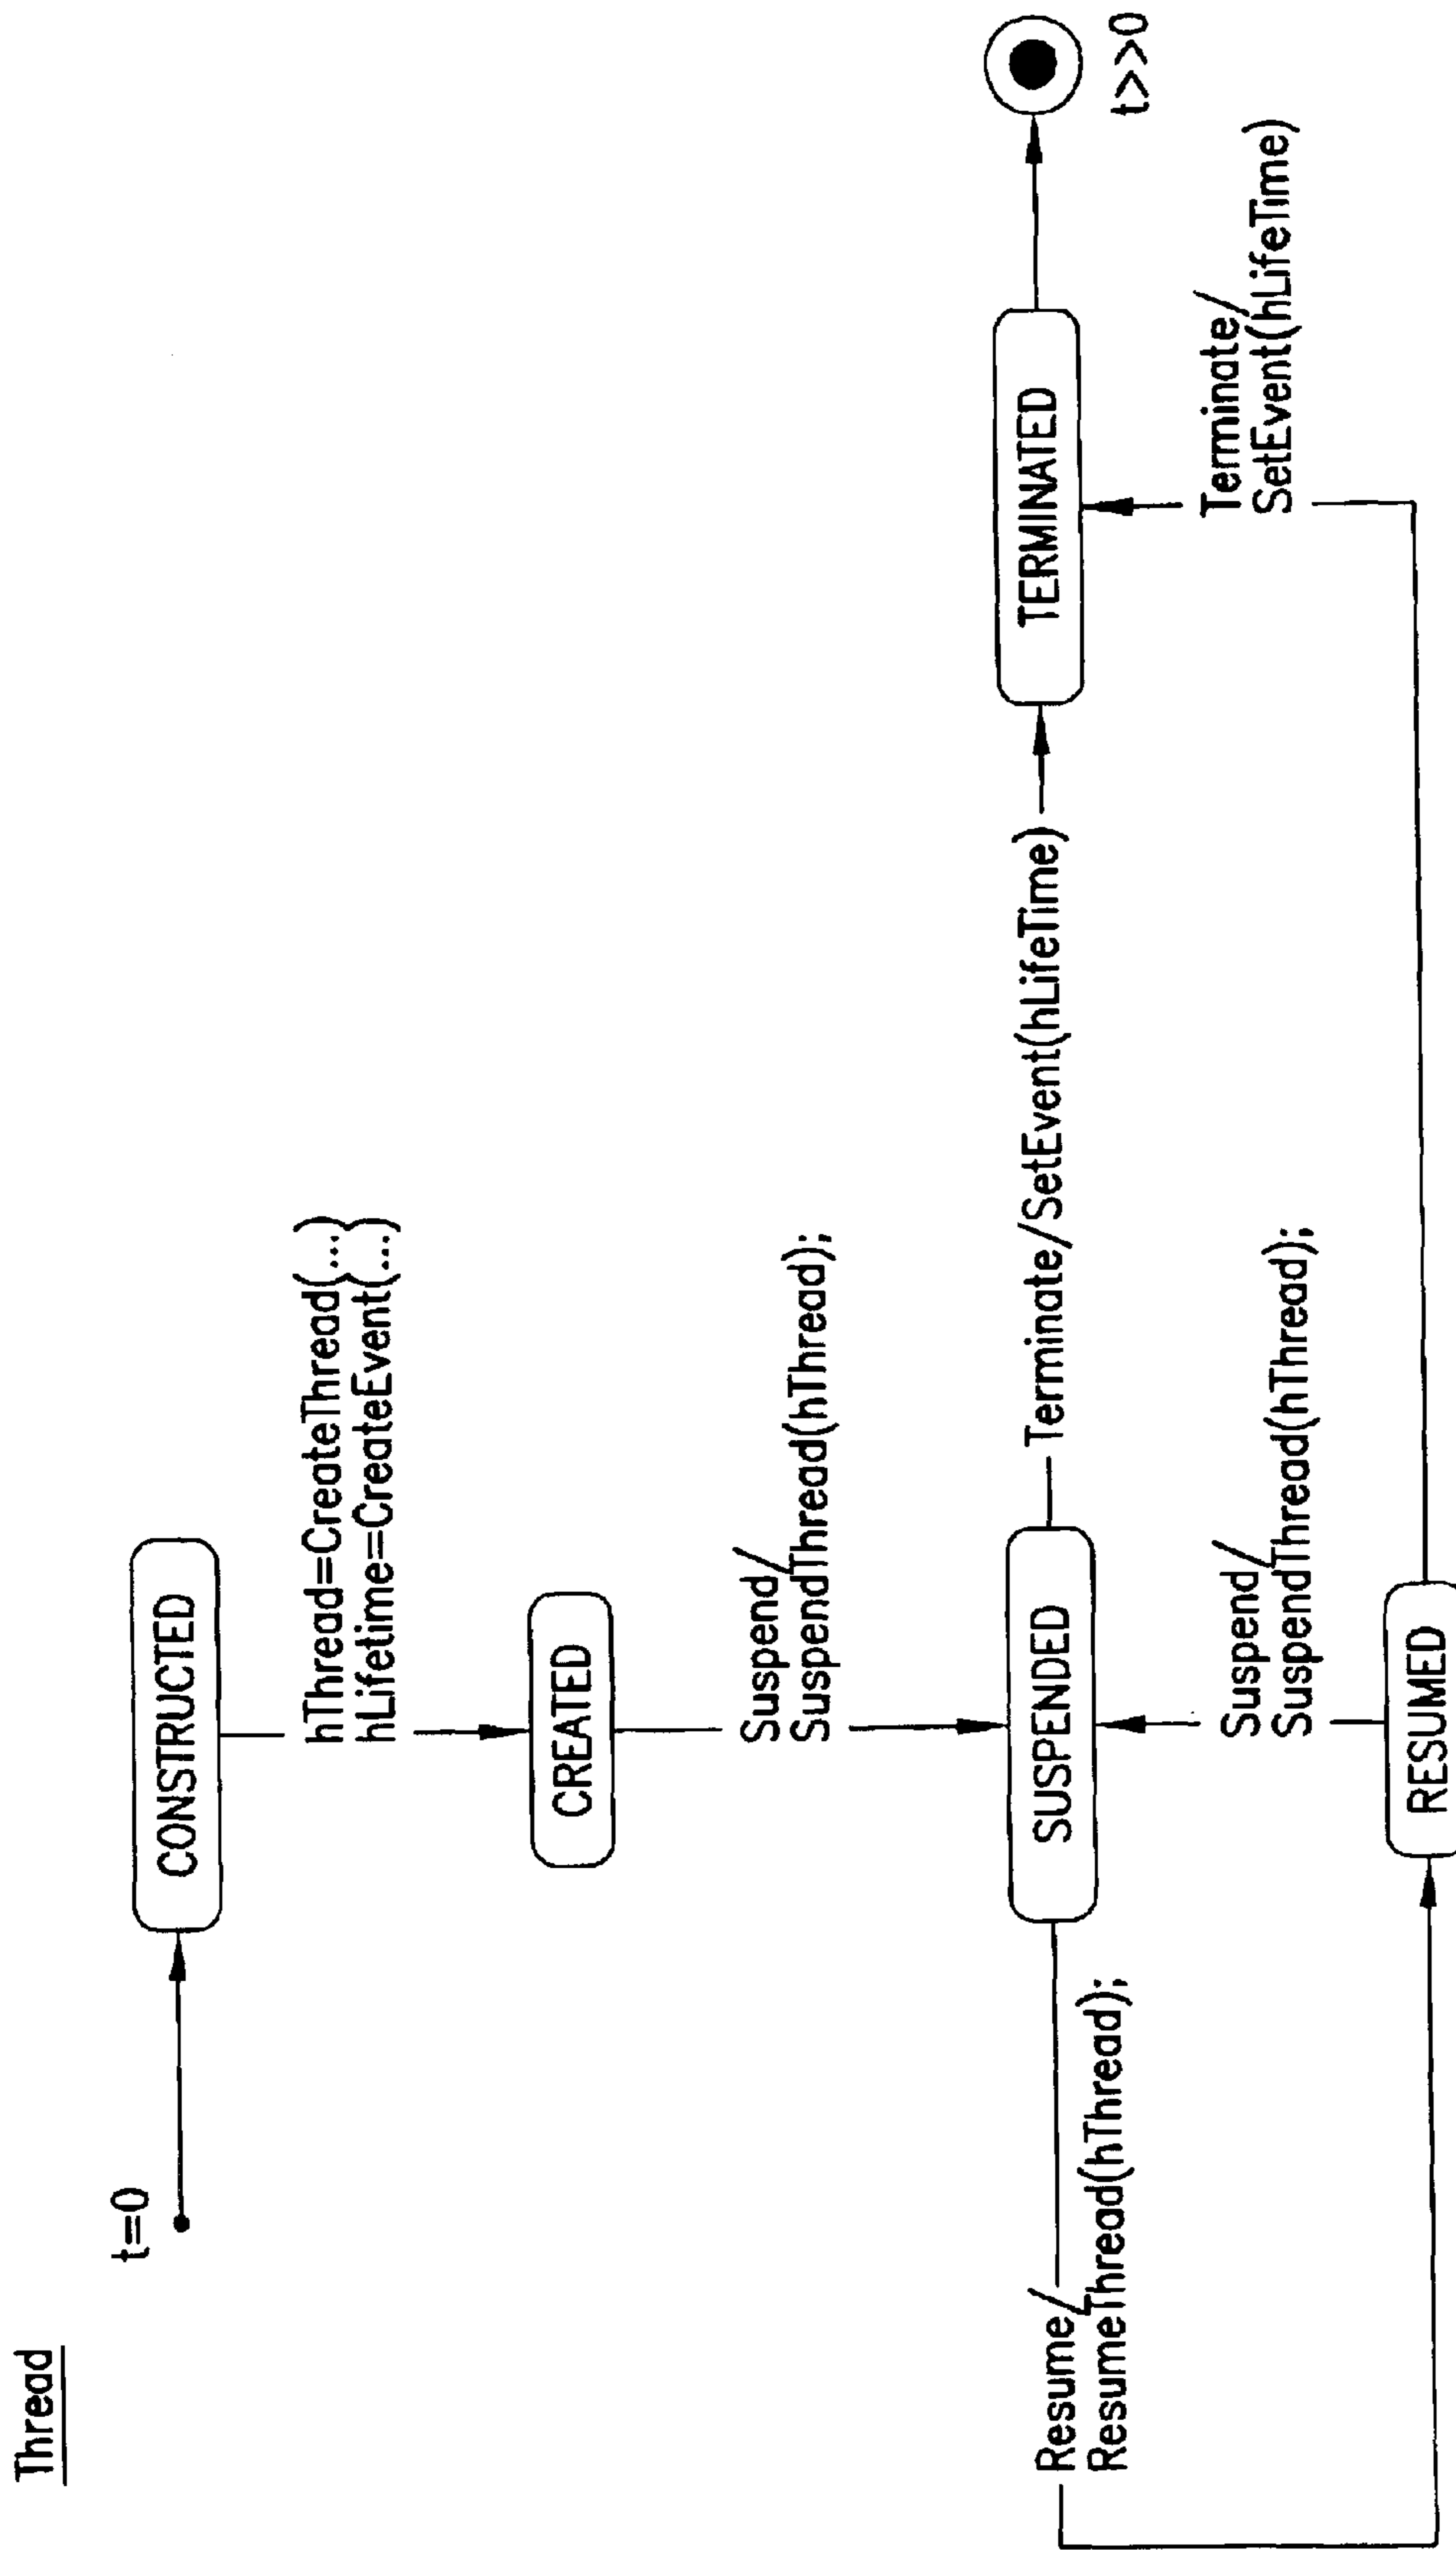 Thread
t=0
CONSTRUCTED
hThread=CreateThread(...)
hLifetime=CreateEvent(...)
CREATED
Suspend/
SuspendThread(hThread);
Resume/
ResumeThread(hThread);
SUSPENDED
Terminate/SetEvent(hLifeTime)
TERMINATED
t>>0
Suspend/
SuspendThread(hThread);
Terminate/
SetEvent(hLifeTime)
RESUMED